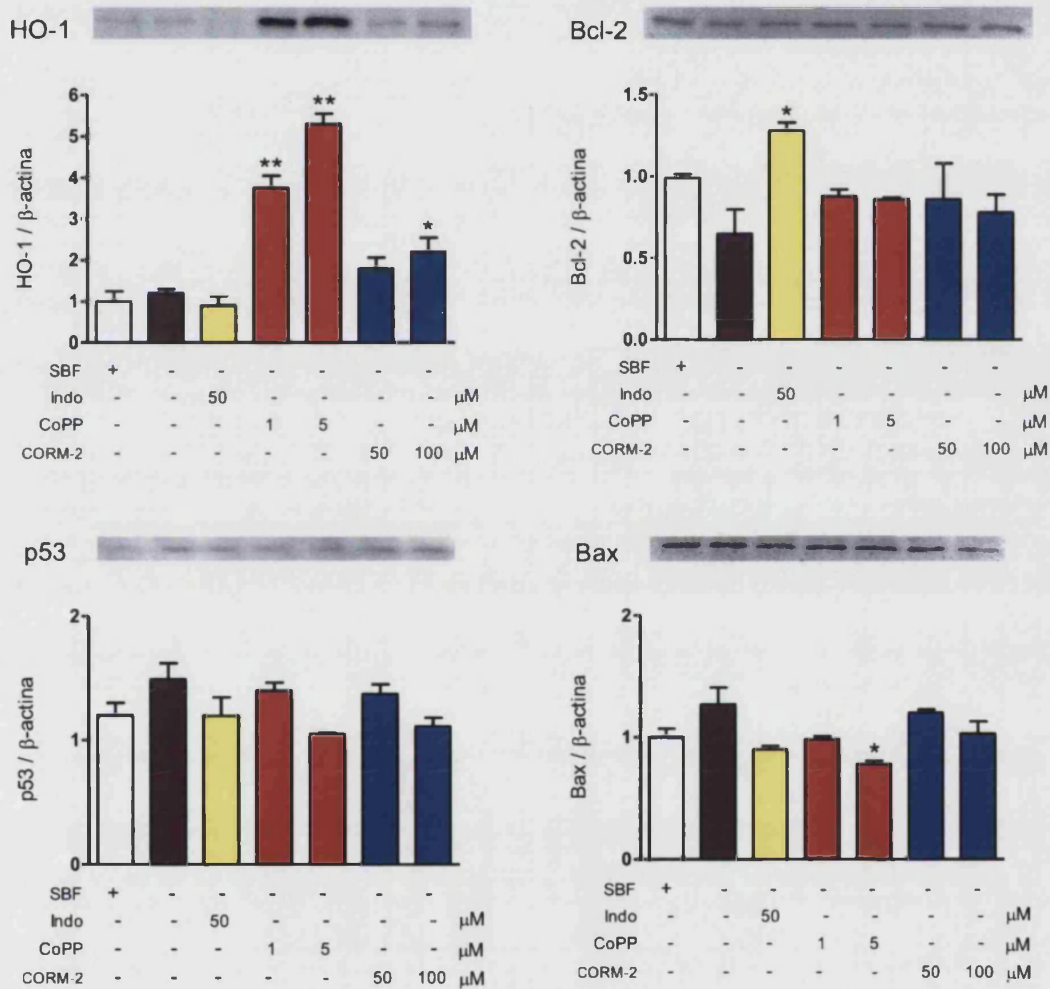 HO-1
**
**
*
HO-1 / β-actina
6
5
4
3
2
1
0
SBF + - - - - - -
Indo - - 50 - - - - μM
CoPP - - - 1 5 - - μM
CORM-2 - - - - - 50 100 μM
Bcl-2
*
Bcl-2 / β-actina
1.5
1.0
0.5
0.0
SBF + - - - - - -
Indo - - 50 - - - - μM
CoPP - - - 1 5 - - μM
CORM-2 - - - - - 50 100 μM
p53
p53 / β-actina
2
1
0
SBF + - - - - - -
Indo - - 50 - - - - μM
CoPP - - - 1 5 - - μM
CORM-2 - - - - - 50 100 μM
Bax
*
Bax / β-actina
2
1
0
SBF + - - - - - -
Indo - - 50 - - - - μM
CoPP - - - 1 5 - - μM
CORM-2 - - - - - 50 100 μM